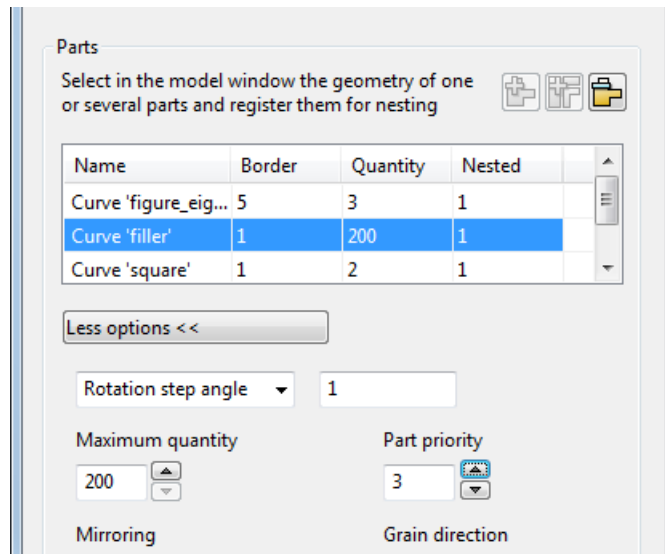 Parts
Select in the model window the geometry of one
or several parts and register them for nesting
Name Border Quantity Nested
Curve 'figure_eig... 5 3 1
Curve 'filler' 1 200 1
Curve 'square' 1 2 1
Less options <<
Rotation step angle 1
Maximum quantity Part priority
200 3
Mirroring Grain direction